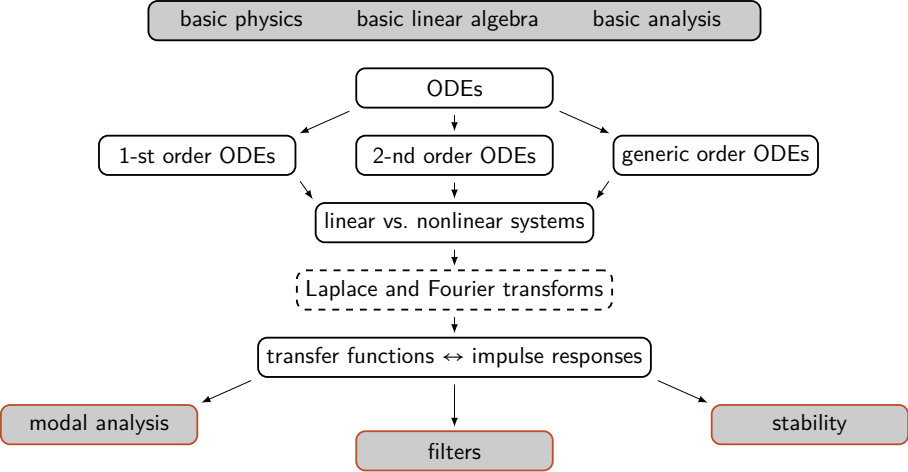 basic physics basic linear algebra basic analysis
ODEs
1-st order ODEs 2-nd order ODEs generic order ODEs
linear vs. nonlinear systems
Laplace and Fourier transforms
transfer functions ↔ impulse responses
modal analysis
filters
stability